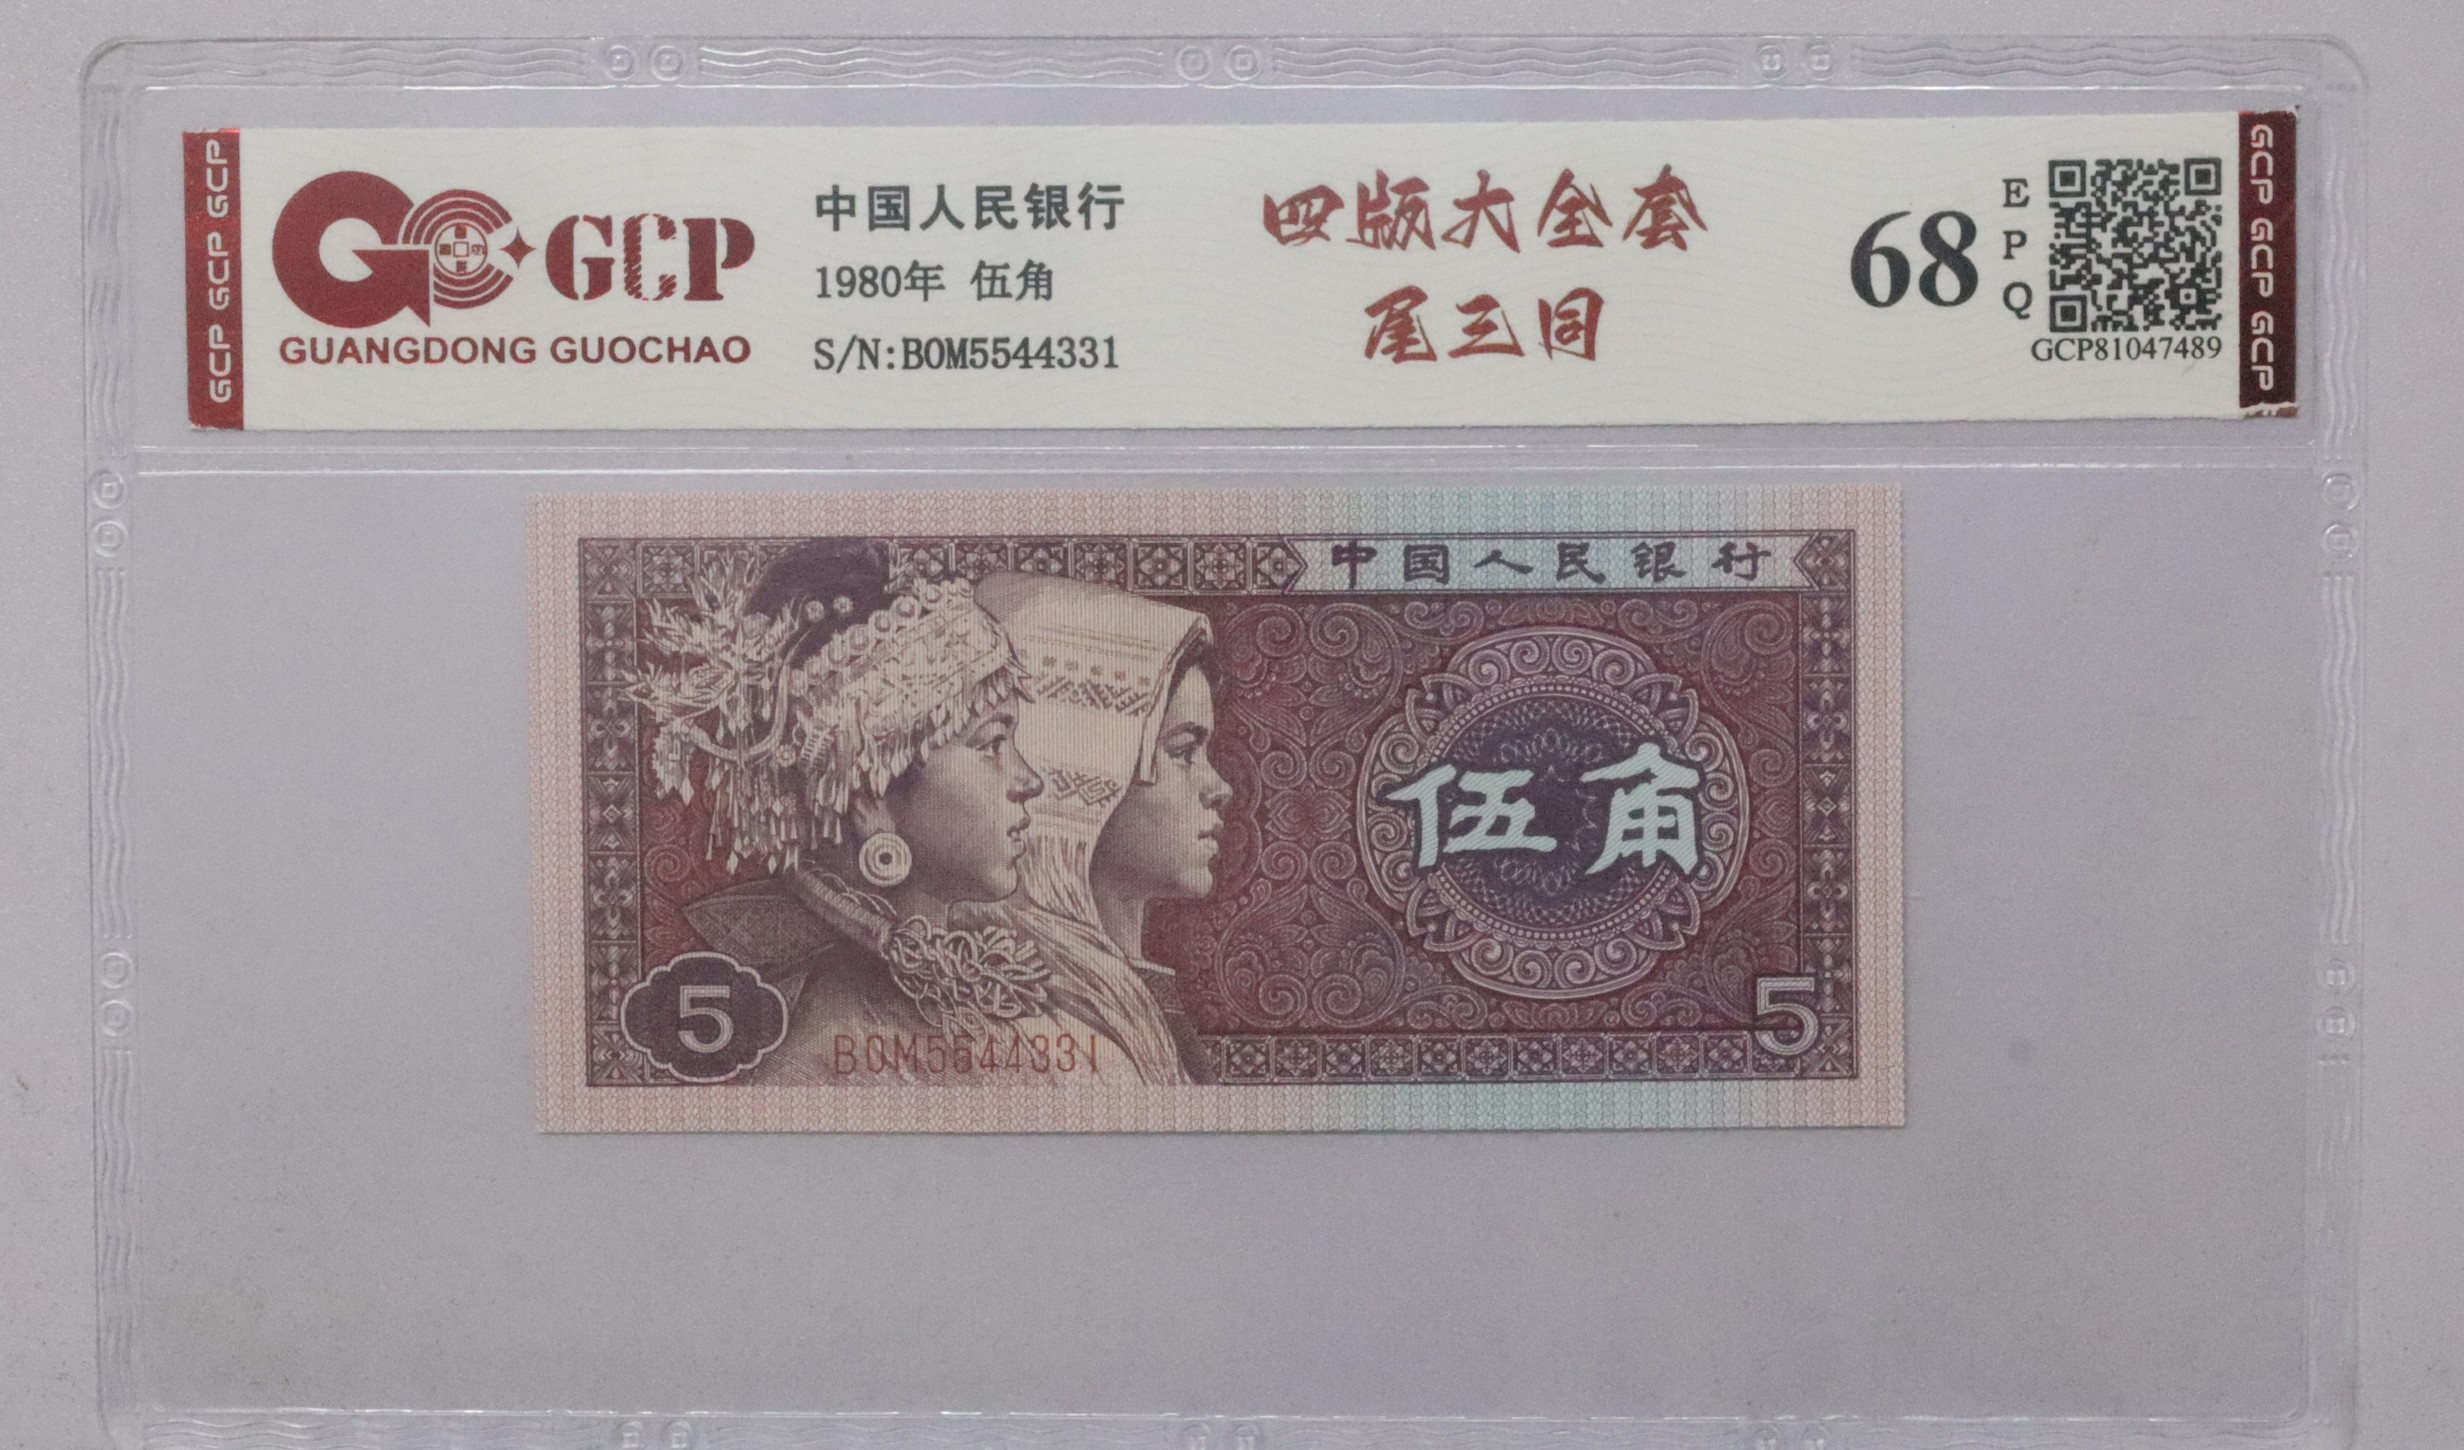 GCP GCP GCP
GCP
GUANGDONG GUOCHAO
中国人民银行
1980年 伍角
S/N:B0M5544331
四版大全套
尾三同
68
E
P
Q
GCP81047489
GCP GCP GCP
中国人民银行
伍角
5
B0M5544331
5